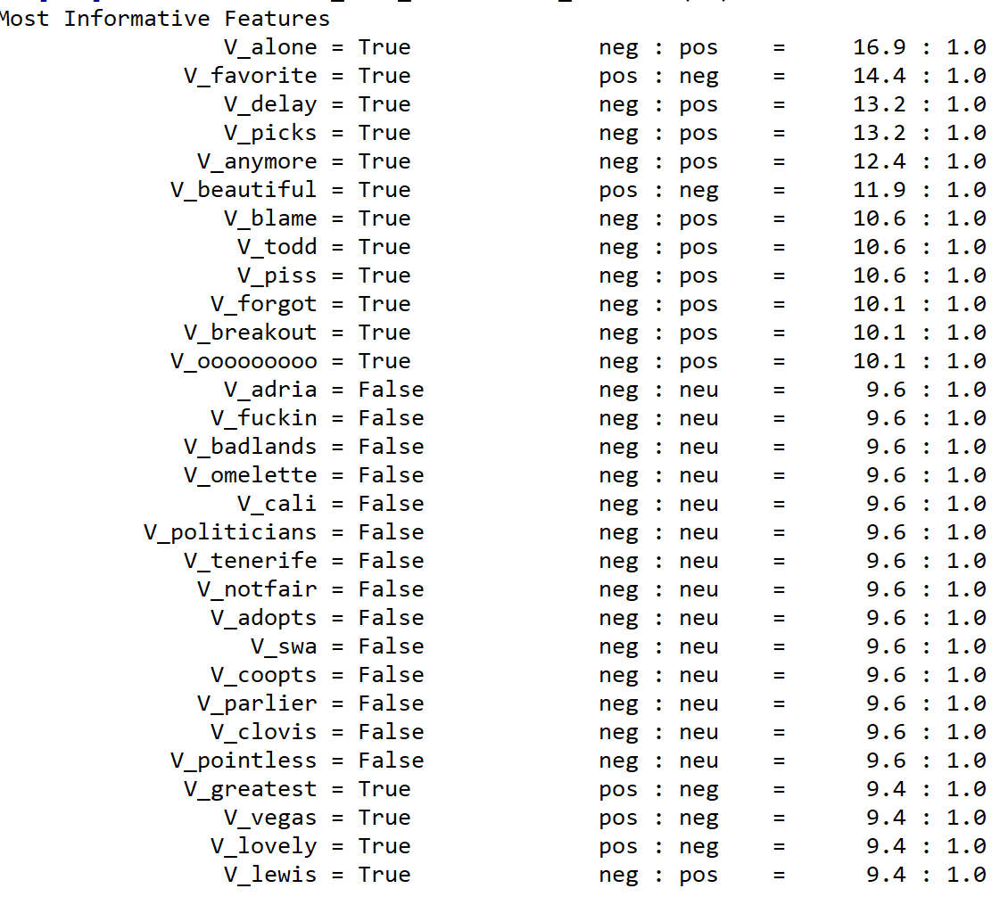 Most Informative Features
V_alone = True neg : pos = 16.9 : 1.0
V_favorite = True pos : neg = 14.4 : 1.0
V_delay = True neg : pos = 13.2 : 1.0
V_picks = True neg : pos = 13.2 : 1.0
V_anymore = True neg : pos = 12.4 : 1.0
V_beautiful = True pos : neg = 11.9 : 1.0
V_blame = True neg : pos = 10.6 : 1.0
V_todd = True neg : pos = 10.6 : 1.0
V_piss = True neg : pos = 10.6 : 1.0
V_forgot = True neg : pos = 10.1 : 1.0
V_breakout = True neg : pos = 10.1 : 1.0
V_ooooooooo = True neg : pos = 10.1 : 1.0
V_adria = False neg : neu = 9.6 : 1.0
V_fuckin = False neg : neu = 9.6 : 1.0
V_badlands = False neg : neu = 9.6 : 1.0
V_omelette = False neg : neu = 9.6 : 1.0
V_cali = False neg : neu = 9.6 : 1.0
V_politicians = False neg : neu = 9.6 : 1.0
V_tenerife = False neg : neu = 9.6 : 1.0
V_notfair = False neg : neu = 9.6 : 1.0
V_adopts = False neg : neu = 9.6 : 1.0
V_swa = False neg : neu = 9.6 : 1.0
V_coopts = False neg : neu = 9.6 : 1.0
V_parlier = False neg : neu = 9.6 : 1.0
V_clovis = False neg : neu = 9.6 : 1.0
V_pointless = False neg : neu = 9.6 : 1.0
V_greatest = True pos : neg = 9.4 : 1.0
V_vegas = True pos : neg = 9.4 : 1.0
V_lovely = True pos : neg = 9.4 : 1.0
V_lewis = True neg : pos = 9.4 : 1.0